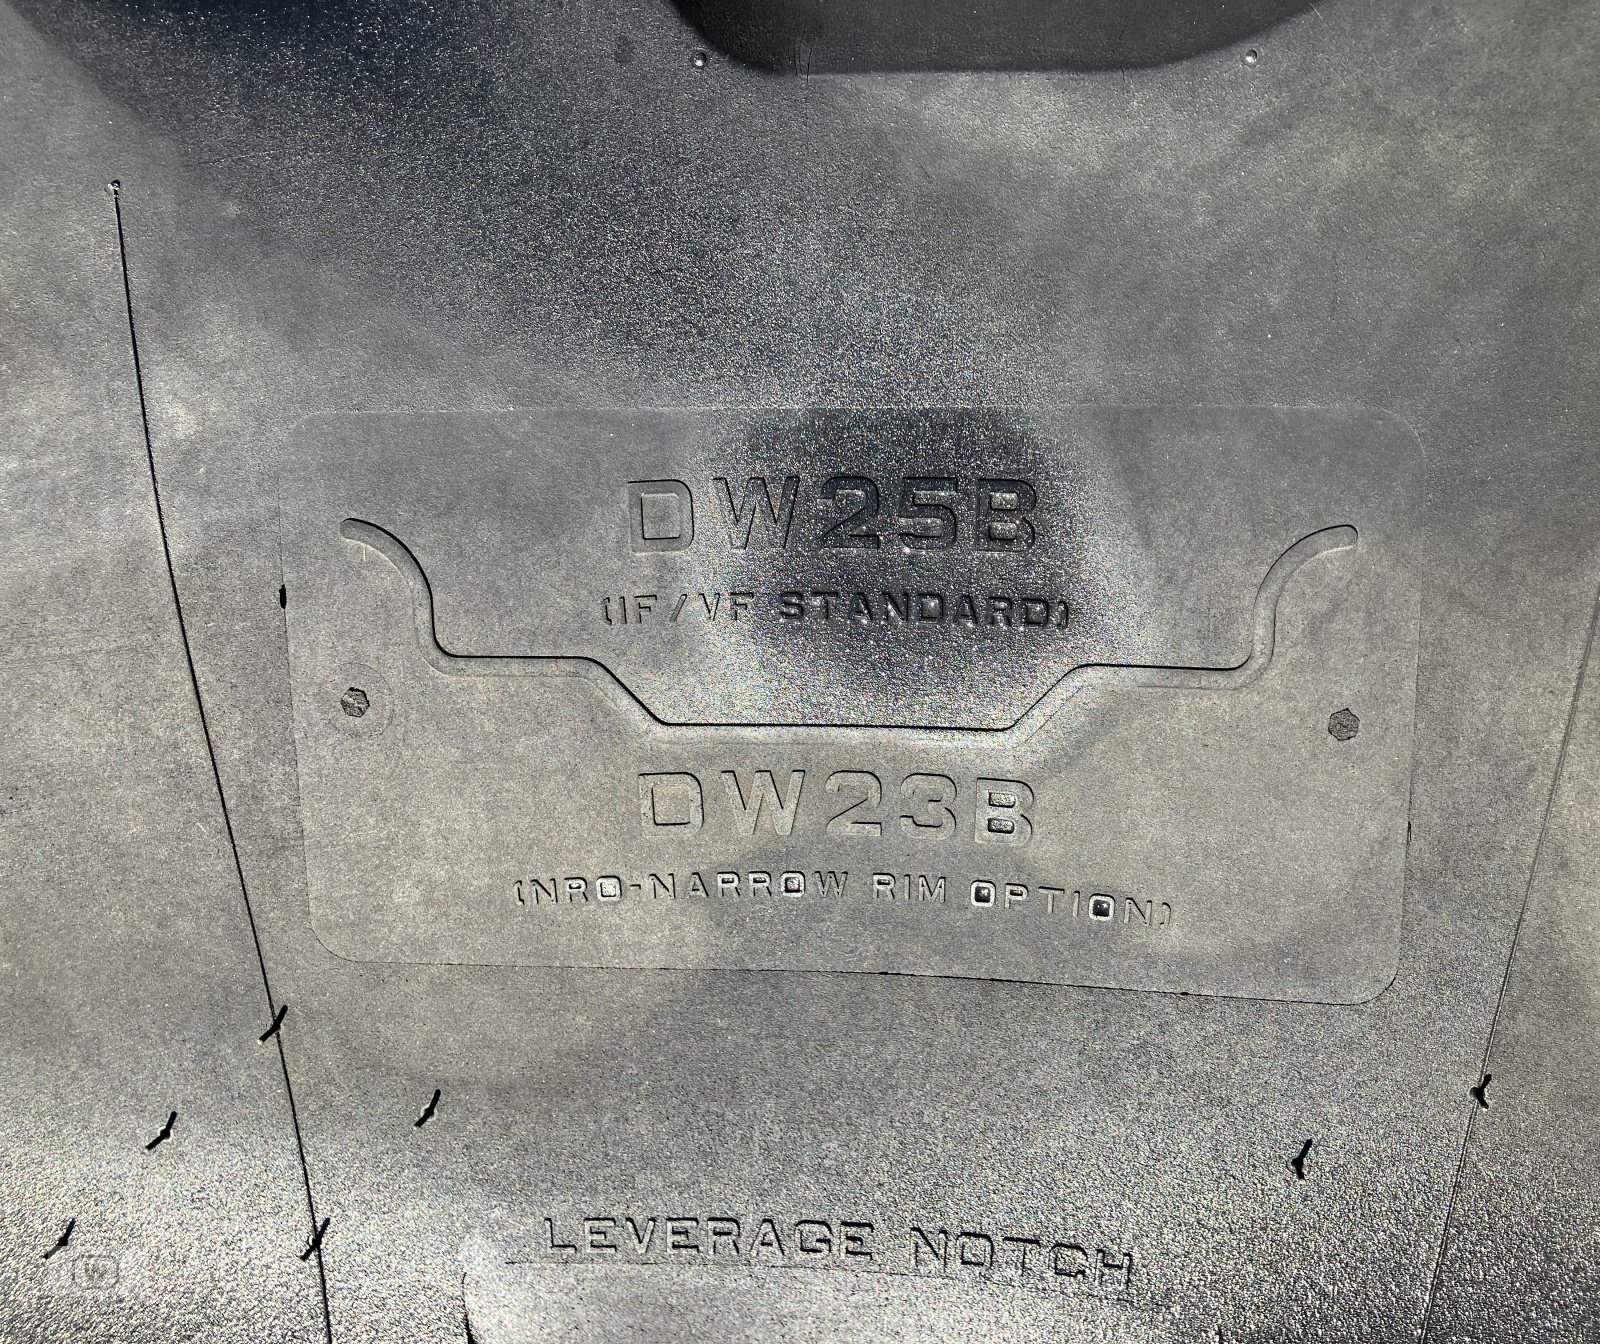 DW25B
(IF/VF STANDARD)
DW23B
(NRO-NARROW RIM OPTION)
LEVERAGE NOTCH